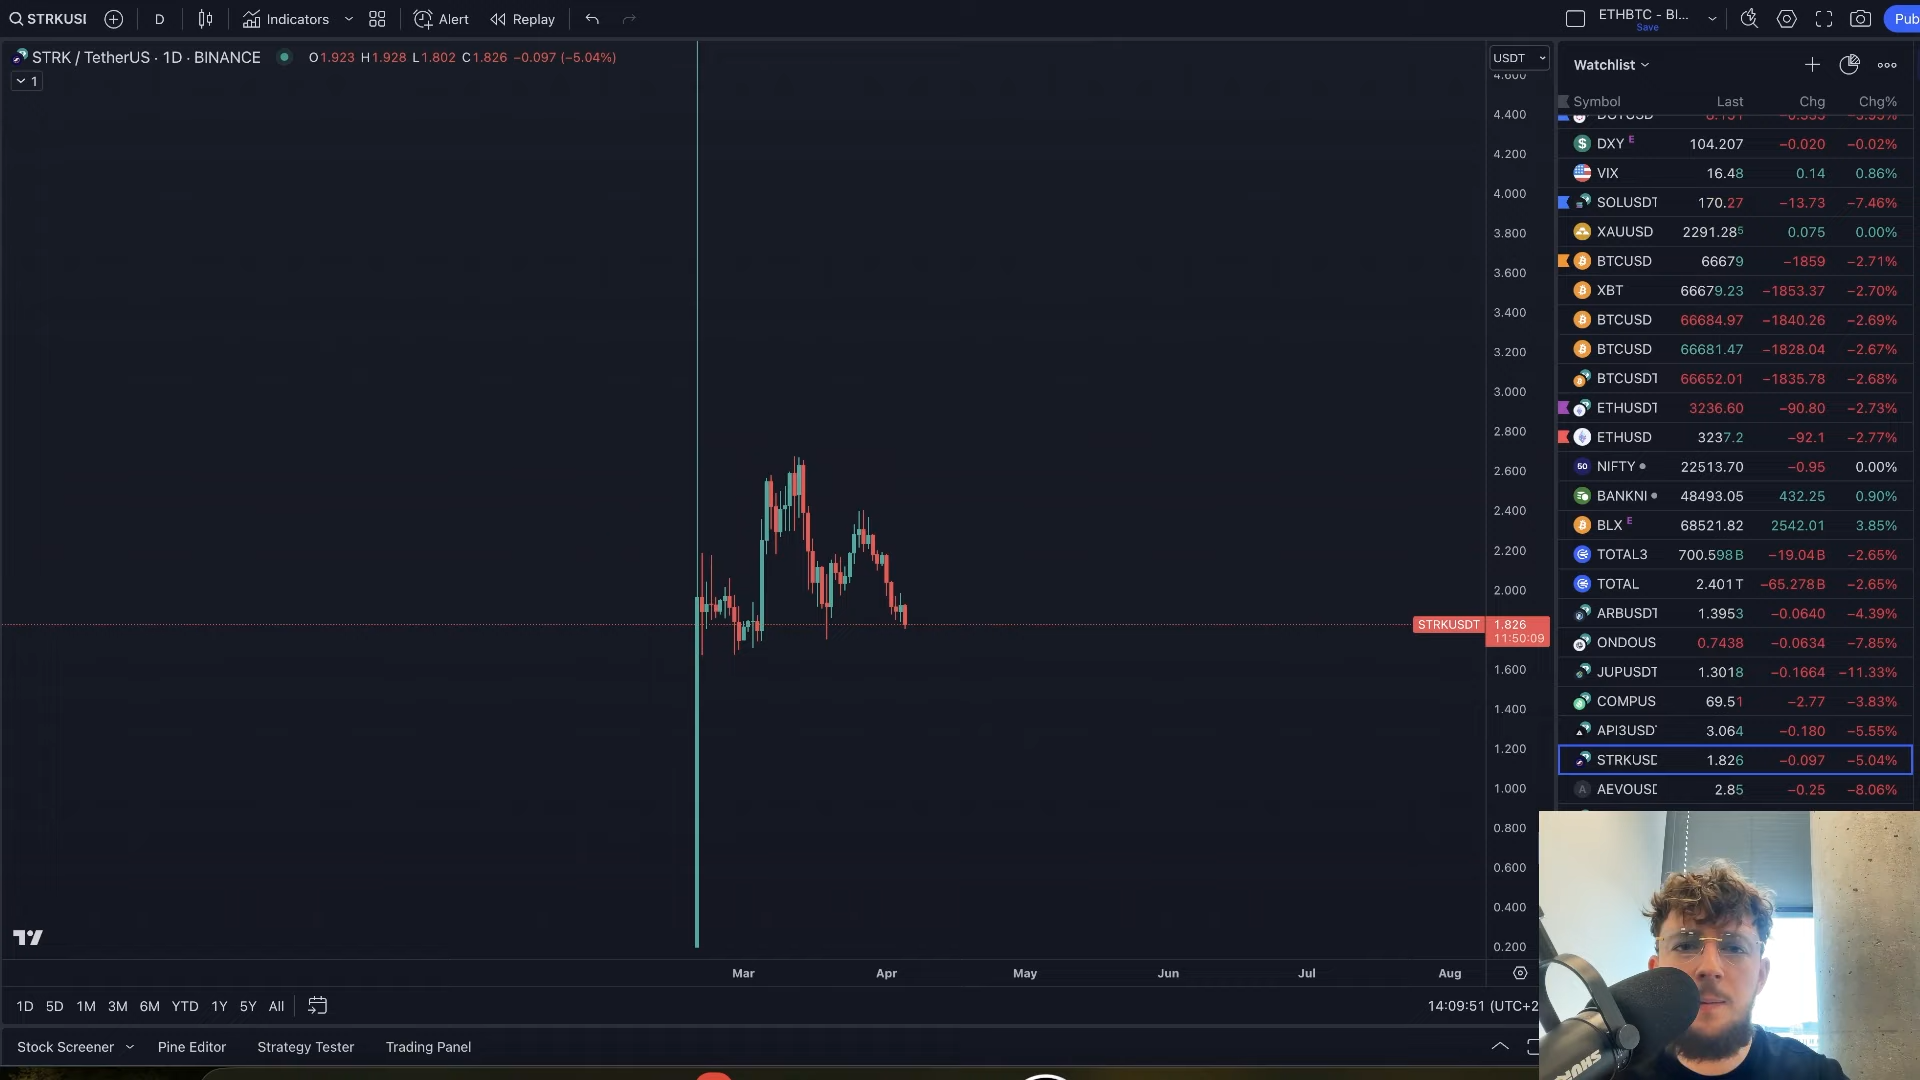 STRKUSI D Indicators Alert Replay ETHBTC - BI... Pub
Save
STRK / TetherUS · 1D · BINANCE O1.923 H1.928 L1.802 C1.826 −0.097 (−5.04%)
1
USDT
4.600
4.400
4.200
4.000
3.800
3.600
3.400
3.200
3.000
2.800
2.600
2.400
2.200
2.000
STRKUSDT 1.826
11:50:09
1.600
1.400
1.200
1.000
0.800
0.600
0.400
0.200
Mar Apr May Jun Jul Aug
1D 5D 1M 3M 6M YTD 1Y 5Y All 14:09:51 (UTC+2
Stock Screener Pine Editor Strategy Tester Trading Panel
Watchlist
Symbol Last Chg Chg%
DXY E 104.207 −0.020 −0.02%
VIX 16.48 0.14 0.86%
SOLUSDT 170.27 −13.73 −7.46%
XAUUSD 2291.285 0.075 0.00%
BTCUSD 66679 −1859 −2.71%
XBT 66679.23 −1853.37 −2.70%
BTCUSD 66684.97 −1840.26 −2.69%
BTCUSD 66681.47 −1828.04 −2.67%
BTCUSDT 66652.01 −1835.78 −2.68%
ETHUSDT 3236.60 −90.80 −2.73%
ETHUSD 3237.2 −92.1 −2.77%
50 NIFTY 22513.70 −0.95 0.00%
BANKNI 48493.05 432.25 0.90%
BLX E 68521.82 2542.01 3.85%
TOTAL3 700.598B −19.04B −2.65%
TOTAL 2.401T −65.278B −2.65%
ARBUSDT 1.3953 −0.0640 −4.39%
ONDOUS 0.7438 −0.0634 −7.85%
JUPUSDT 1.3018 −0.1664 −11.33%
COMPUS 69.51 −2.77 −3.83%
API3USD 3.064 −0.180 −5.55%
STRKUSD 1.826 −0.097 −5.04%
A AEVOUSD 2.85 −0.25 −8.06%